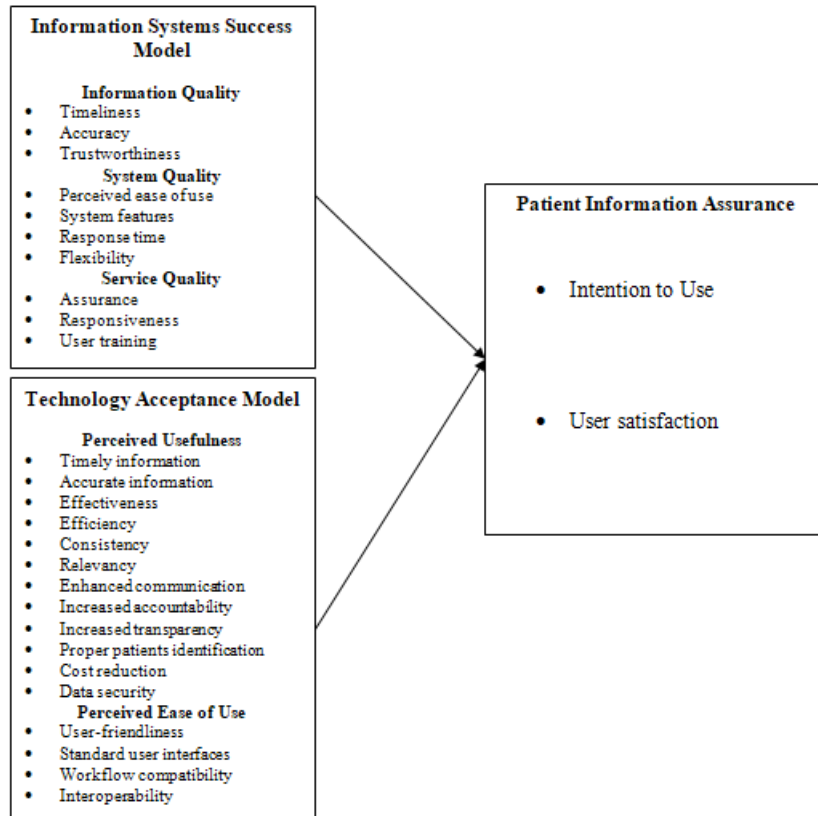 Information Systems Success
Model
Information Quality
• Timeliness
• Accuracy
• Trustworthiness
System Quality
• Perceived ease of use
• System features
• Response time
• Flexibility
Service Quality
• Assurance
• Responsiveness
• User training
Technology Acceptance Model
Perceived Usefulness
• Timely information
• Accurate information
• Effectiveness
• Efficiency
• Consistency
• Relevancy
• Enhanced communication
• Increased accountability
• Increased transparency
• Proper patients identification
• Cost reduction
• Data security
Perceived Ease of Use
• User-friendliness
• Standard user interfaces
• Workflow compatibility
• Interoperability
Patient Information Assurance
• Intention to Use
• User satisfaction